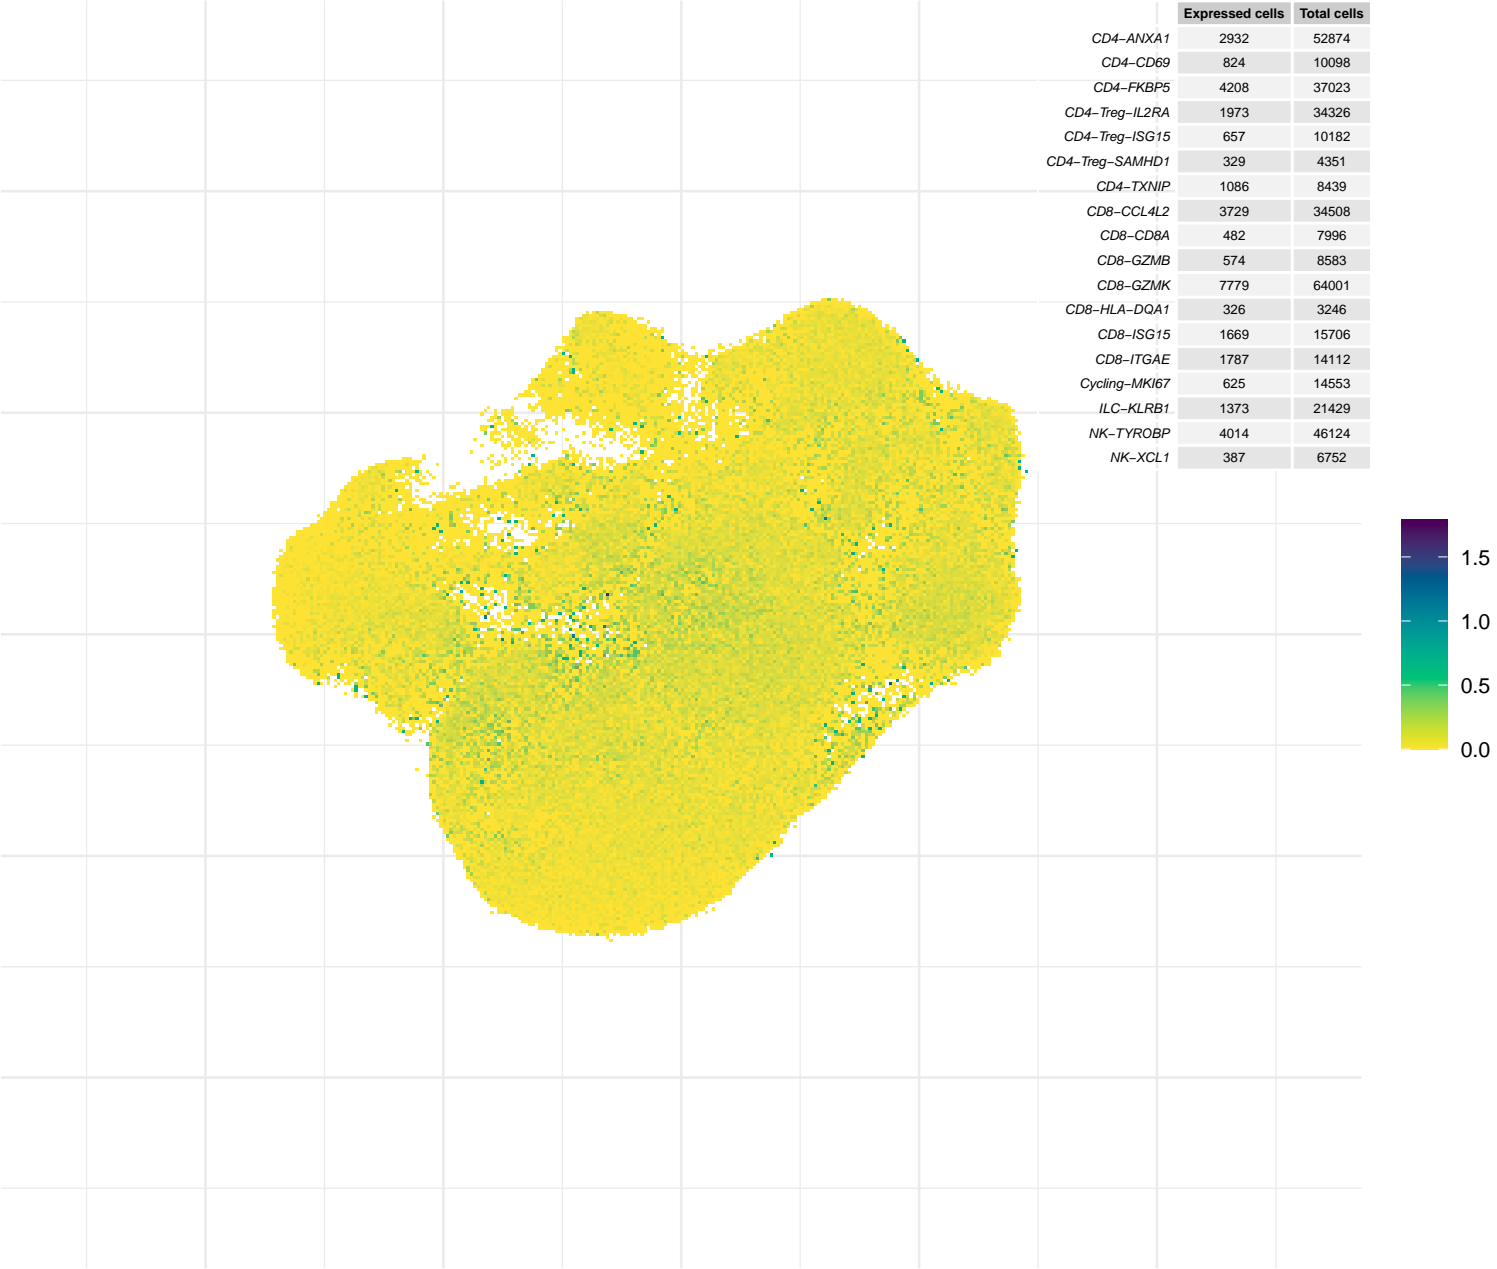 Expressed cells Total cells
CD4−ANXA1 2932 52874
CD4−CD69 824 10098
CD4−FKBP5 4208 37023
CD4−Treg−IL2RA 1973 34326
CD4−Treg−ISG15 657 10182
CD4−Treg−SAMHD1 329 4351
CD4−TXNIP 1086 8439
CD8−CCL4L2 3729 34508
CD8−CD8A 482 7996
CD8−GZMB 574 8583
CD8−GZMK 7779 64001
CD8−HLA−DQA1 326 3246
CD8−ISG15 1669 15706
CD8−ITGAE 1787 14112
Cycling−MKI67 625 14553
ILC−KLRB1 1373 21429
NK−TYROBP 4014 46124
NK−XCL1 387 6752
1.5
1.0
0.5
0.0